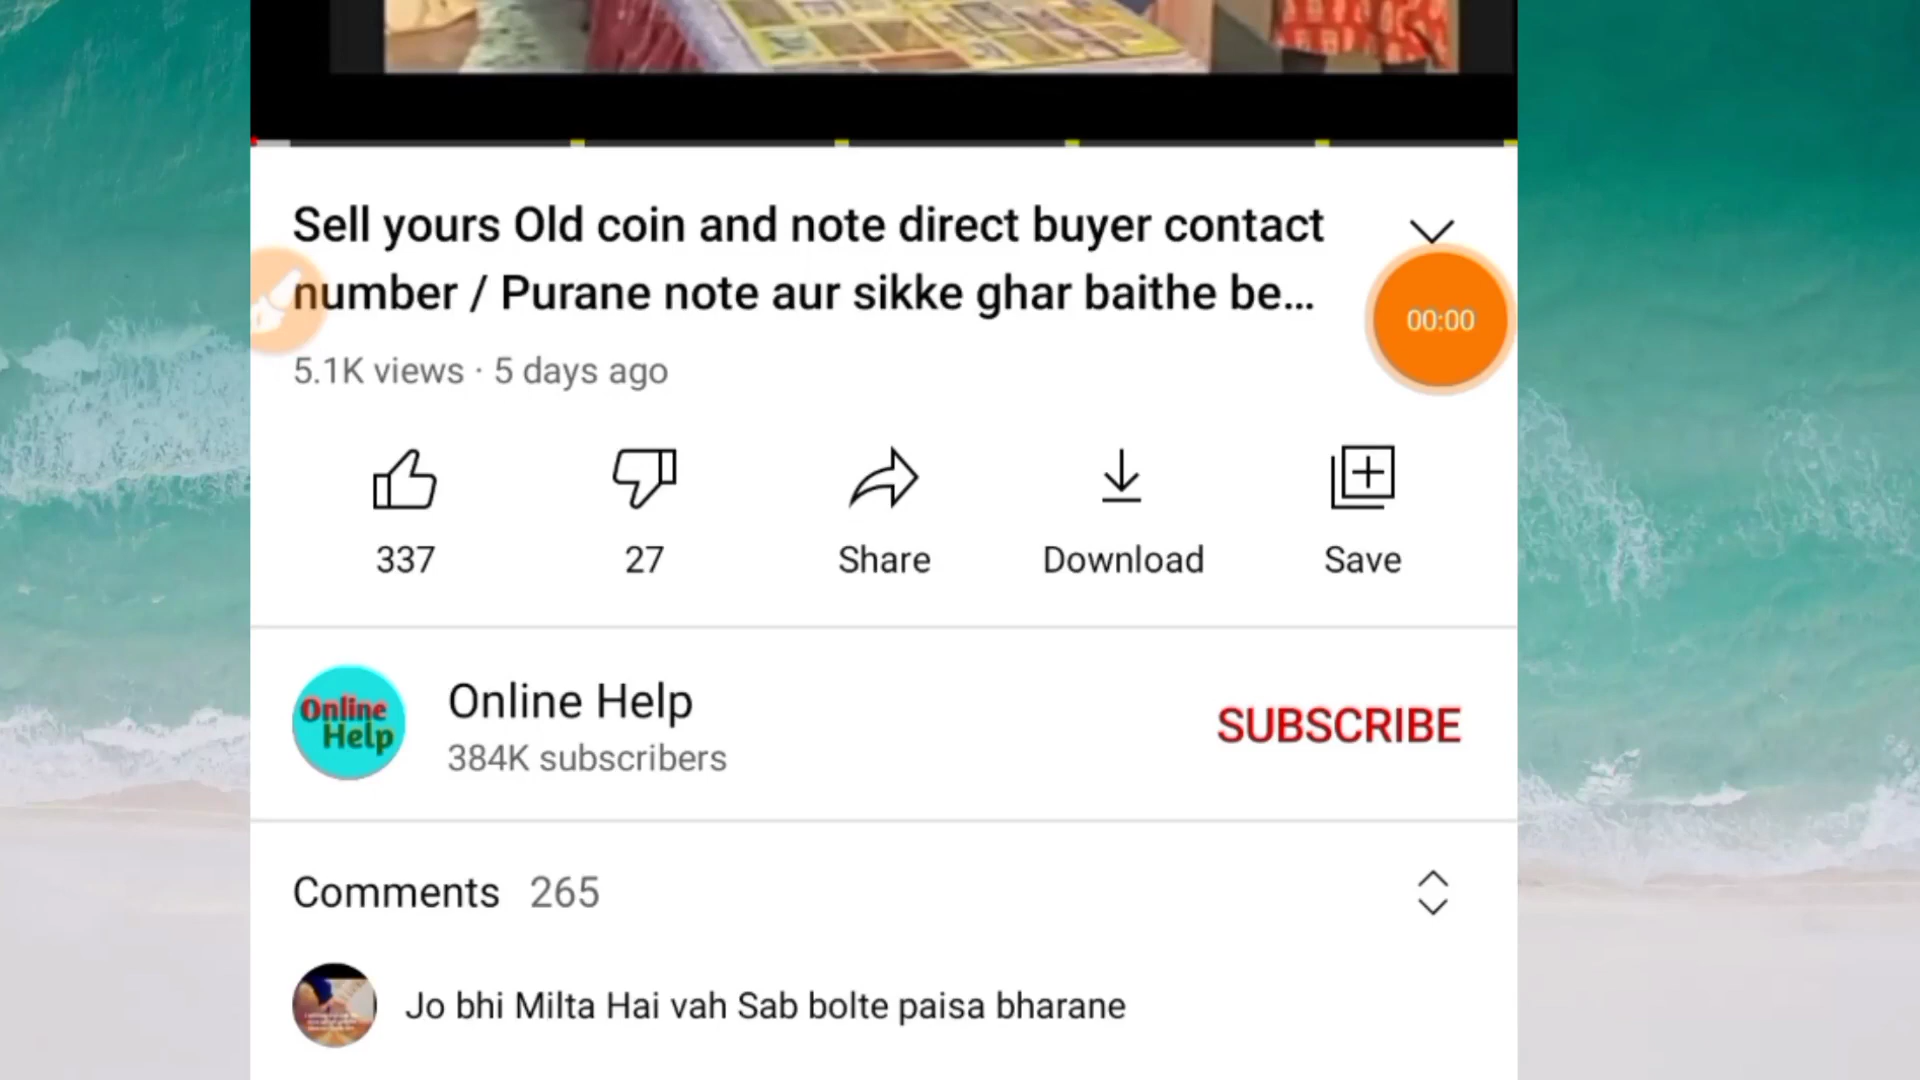 Sell yours Old coin and note direct buyer contact
number / Purane note aur sikke ghar baithe be...
00:00
5.1K views · 5 days ago
337
27
Share
Download
Save
Online
Help
Online Help
384K subscribers
SUBSCRIBE
Comments 265
Jo bhi Milta Hai vah Sab bolte paisa bharane